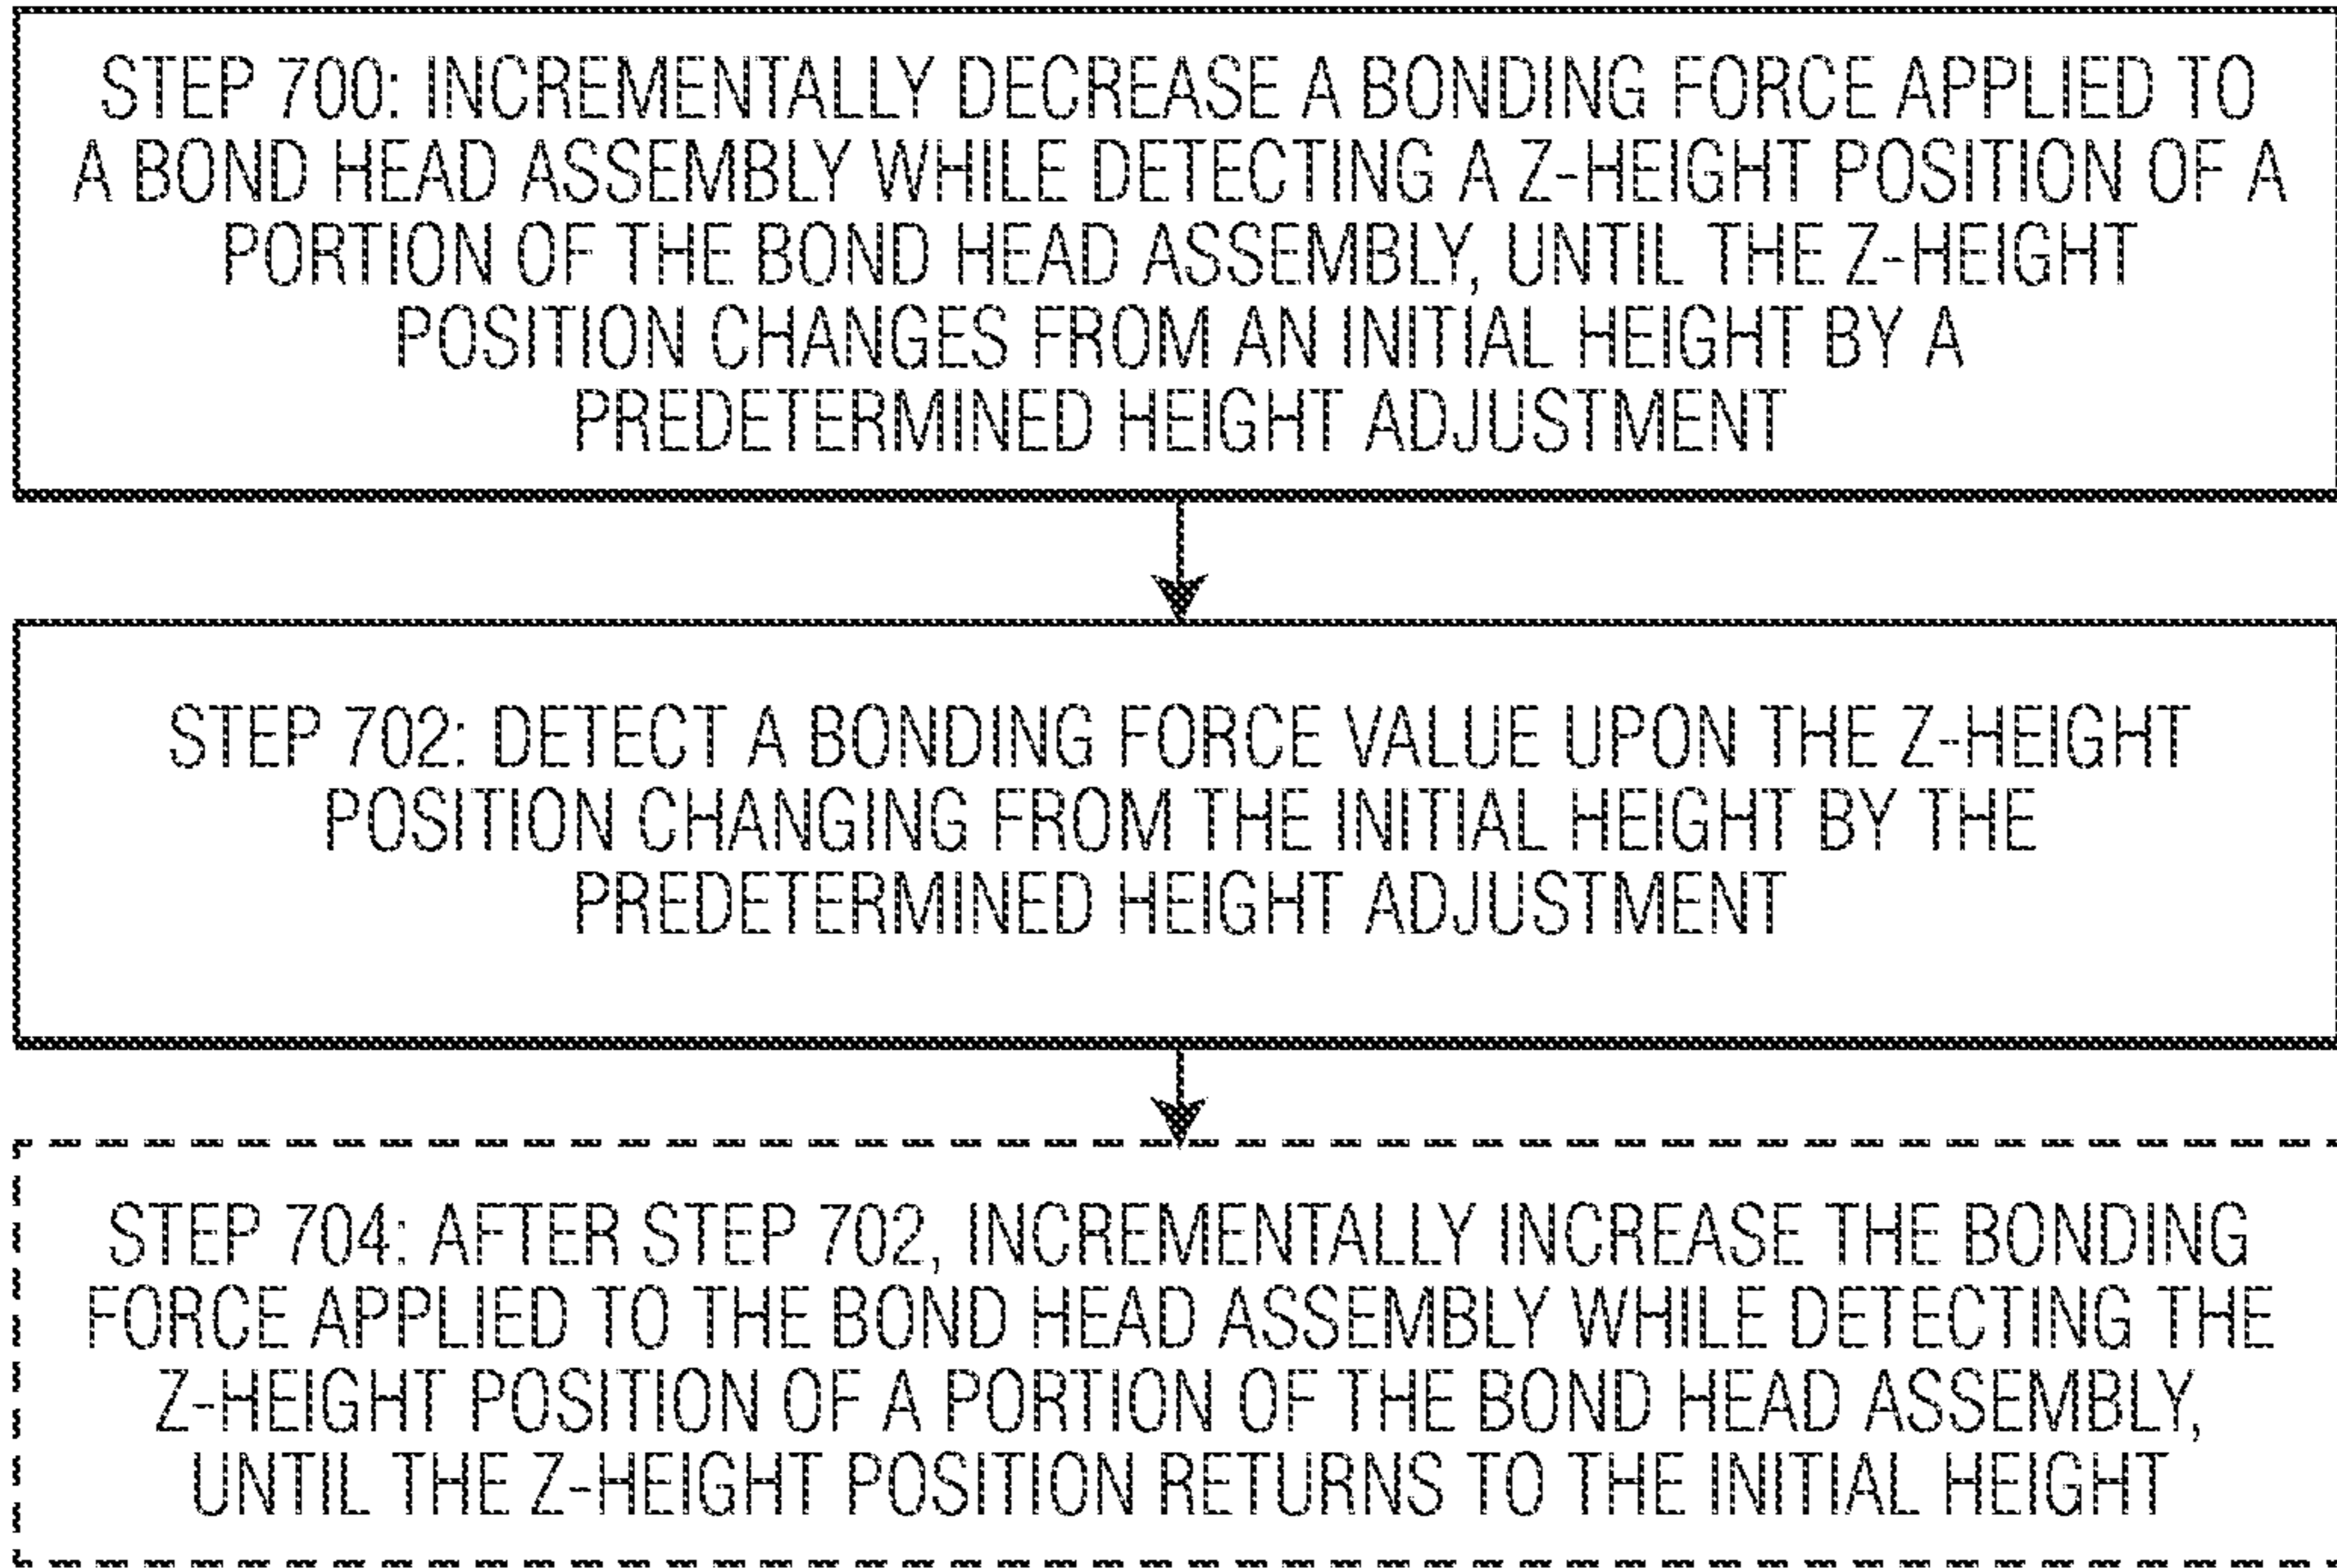 STEP 700: INCREMENTALLY DECREASE A BONDING FORCE APPLIED TO
A BOND HEAD ASSEMBLY WHILE DETECTING A Z-HEIGHT POSITION OF A
PORTION OF THE BOND HEAD ASSEMBLY, UNTIL THE Z-HEIGHT
POSITION CHANGES FROM AN INITIAL HEIGHT BY A
PREDETERMINED HEIGHT ADJUSTMENT
STEP 702: DETECT A BONDING FORCE VALUE UPON THE Z-HEIGHT
POSITION CHANGING FROM THE INITIAL HEIGHT BY THE
PREDETERMINED HEIGHT ADJUSTMENT
STEP 704: AFTER STEP 702, INCREMENTALLY INCREASE THE BONDING
FORCE APPLIED TO THE BOND HEAD ASSEMBLY WHILE DETECTING THE
Z-HEIGHT POSITION OF A PORTION OF THE BOND HEAD ASSEMBLY,
UNTIL THE Z-HEIGHT POSITION RETURNS TO THE INITIAL HEIGHT